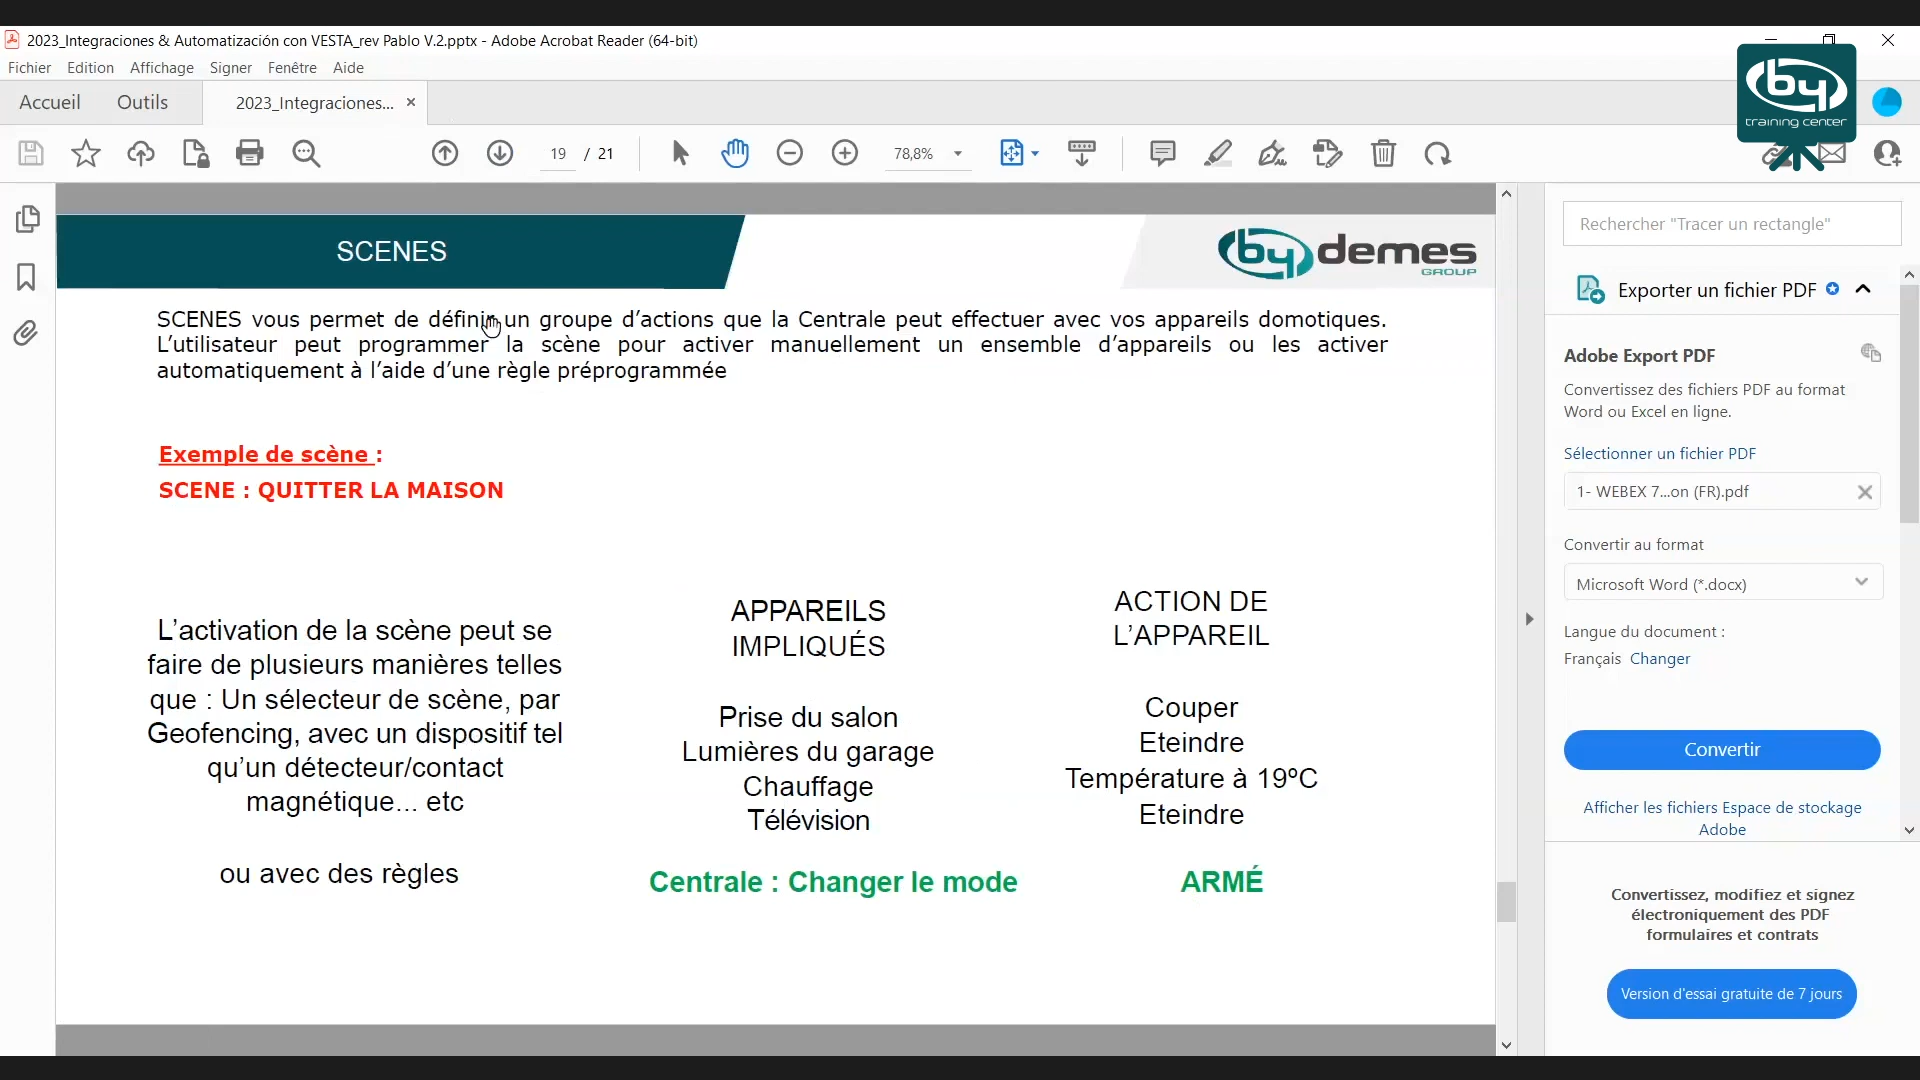 2023_Integraciones & Automatización con VESTA_rev Pablo V.2.pptx - Adobe Acrobat Reader (64-bit)
Fichier Edition Affichage Signer Fenêtre Aide
Accueil Outils 2023_Integraciones... ×
by
training center
19 / 21 78,8%
SCENES
by demes
GROUP
SCENES vous permet de définir un groupe d’actions que la Centrale peut effectuer avec vos appareils domotiques.
L’utilisateur peut programmer la scène pour activer manuellement un ensemble d’appareils ou les activer
automatiquement à l’aide d’une règle préprogrammée
Exemple de scène :
SCENE : QUITTER LA MAISON
L’activation de la scène peut se
faire de plusieurs manières telles
que : Un sélecteur de scène, par
Geofencing, avec un dispositif tel
qu’un détecteur/contact
magnétique... etc
ou avec des règles
APPAREILS
IMPLIQUÉS
Prise du salon
Lumières du garage
Chauffage
Télévision
Centrale : Changer le mode
ACTION DE
L’APPAREIL
Couper
Eteindre
Température à 19ºC
Eteindre
ARMÉ
Rechercher "Tracer un rectangle"
Exporter un fichier PDF
Adobe Export PDF
Convertissez des fichiers PDF au format
Word ou Excel en ligne.
Sélectionner un fichier PDF
1- WEBEX 7...on (FR).pdf
Convertir au format
Microsoft Word (*.docx)
Langue du document :
Français Changer
Convertir
Afficher les fichiers Espace de stockage
Adobe
Convertissez, modifiez et signez
électroniquement des PDF
formulaires et contrats
Version d'essai gratuite de 7 jours